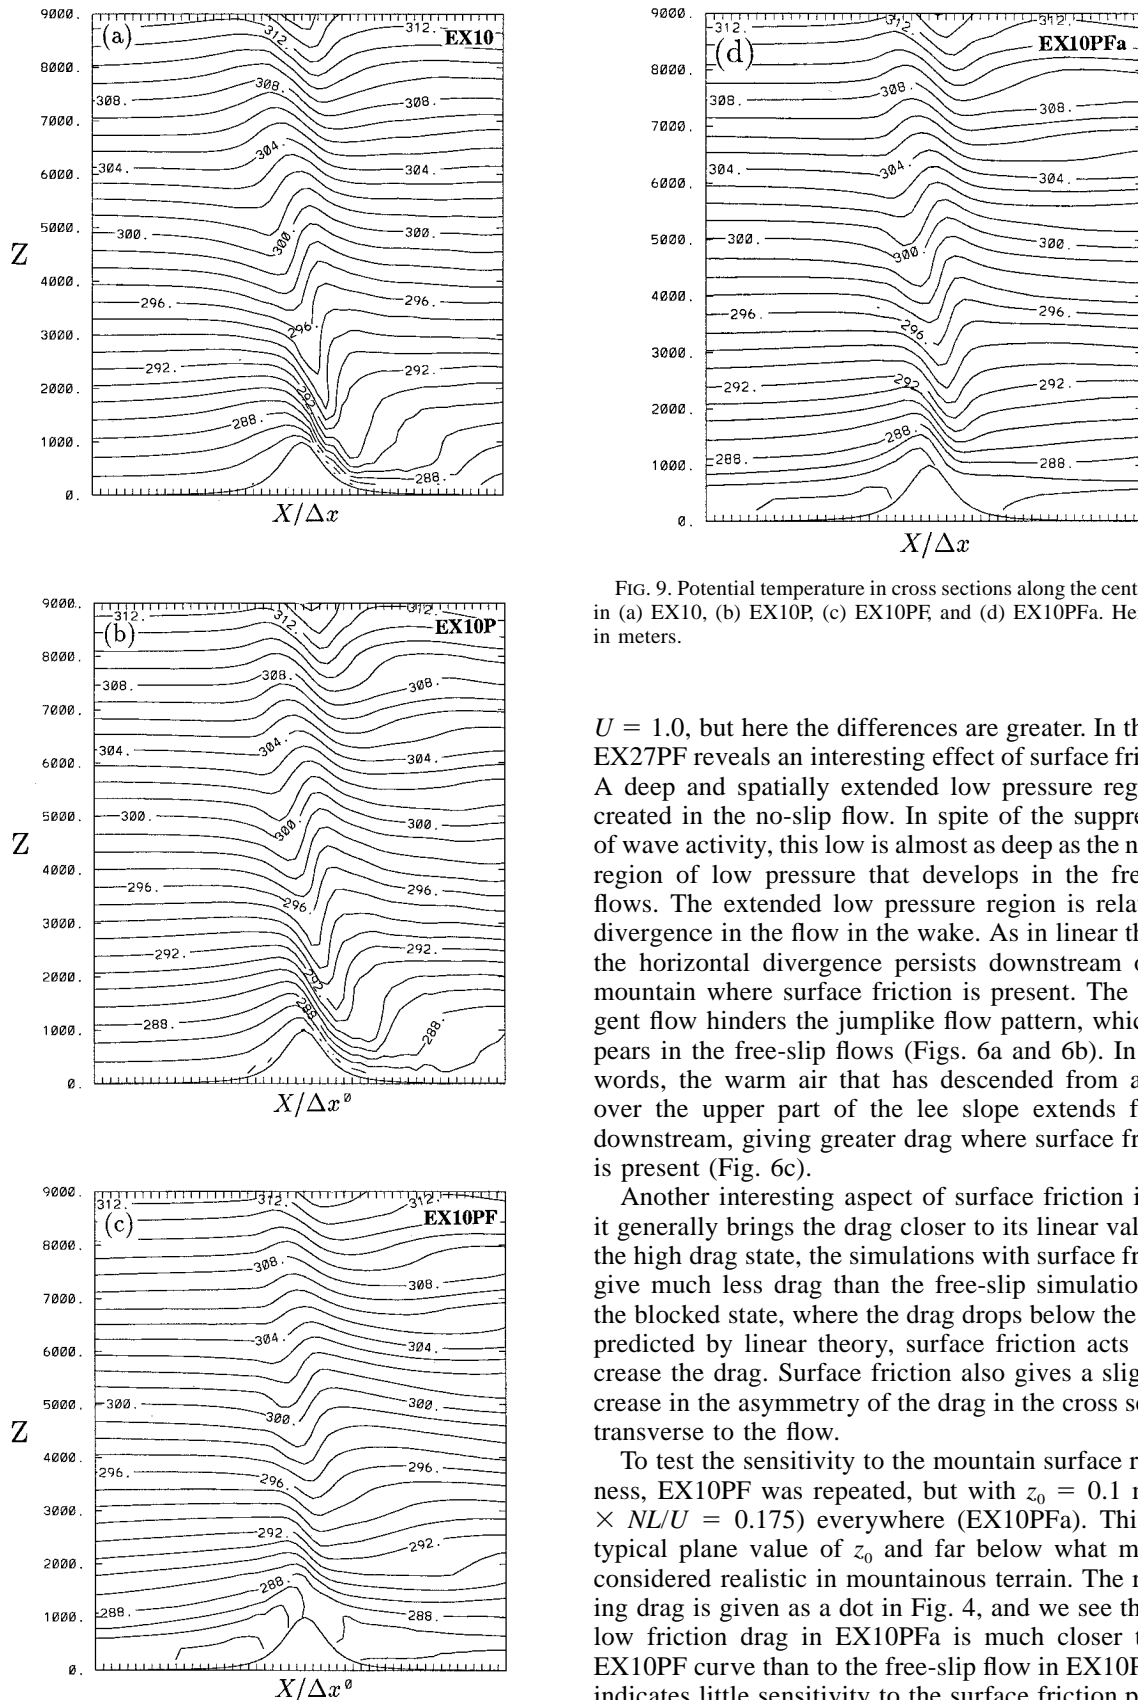 (a)
EX10
9000.
8000.
7000.
6000.
5000.
4000.
3000.
2000.
1000.
0.
Z
312.
312.
308.
308.
308.
304.
304.
304.
300.
300.
300.
296.
296.
296.
292.
292.
292.
288.
288.
X/Δx
(b)
EX10P
9000.
8000.
7000.
6000.
5000.
4000.
3000.
2000.
1000.
0.
Z
312.
312.
308.
308.
308.
304.
304.
304.
300.
300.
300.
296.
296.
296.
292.
292.
292.
288.
288.
288.
X/Δxø
(c)
EX10PF
9000.
8000.
7000.
6000.
5000.
4000.
3000.
2000.
1000.
0.
Z
312.
312.
308.
308.
304.
304.
300.
300.
300.
296.
296.
296.
292.
292.
288.
288.
288.
X/Δxø
(d)
EX10PFa
9000.
8000.
7000.
6000.
5000.
4000.
3000.
2000.
1000.
0.
312.
312.
308.
308.
308.
304.
304.
304.
300.
300.
300.
296.
296.
296.
292.
292.
292.
288.
288.
288.
X/Δx
FIG. 9. Potential temperature in cross sections along the cent
in (a) EX10, (b) EX10P, (c) EX10PF, and (d) EX10PFa. He
in meters.
U = 1.0, but here the differences are greater. In th
EX27PF reveals an interesting effect of surface fri
A deep and spatially extended low pressure reg
created in the no-slip flow. In spite of the suppre
of wave activity, this low is almost as deep as the n
region of low pressure that develops in the fre
flows. The extended low pressure region is rela
divergence in the flow in the wake. As in linear th
the horizontal divergence persists downstream o
mountain where surface friction is present. The
gent flow hinders the jumplike flow pattern, whic
pears in the free-slip flows (Figs. 6a and 6b). In
words, the warm air that has descended from a
over the upper part of the lee slope extends f
downstream, giving greater drag where surface fr
is present (Fig. 6c).
Another interesting aspect of surface friction i
it generally brings the drag closer to its linear val
the high drag state, the simulations with surface fr
give much less drag than the free-slip simulation
the blocked state, where the drag drops below the
predicted by linear theory, surface friction acts
crease the drag. Surface friction also gives a slig
crease in the asymmetry of the drag in the cross se
transverse to the flow.
To test the sensitivity to the mountain surface r
ness, EX10PF was repeated, but with z₀ = 0.1 m
× NL/U = 0.175) everywhere (EX10PFa). Thi
typical plane value of z₀ and far below what m
considered realistic in mountainous terrain. The r
ing drag is given as a dot in Fig. 4, and we see th
low friction drag in EX10PFa is much closer t
EX10PF curve than to the free-slip flow in EX10P
indicates little sensitivity to the surface friction p